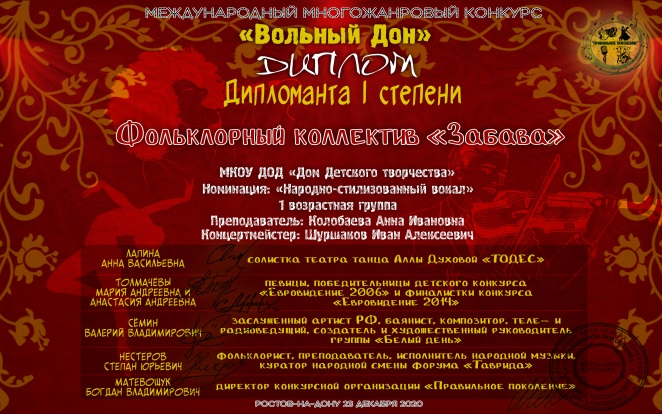 МЕЖДУНАРОДНЫЙ МНОГОЖАНРОВЫЙ КОНКУРС
«Вольный Дон»
ДИПЛОМ
Дипломанта I степени
Фольклорный коллектив «Забава»
МКОУ ДОД «Дом Детского творчества»
Номинация: «Народно-стилизованный вокал»
1 возрастная группа
Преподаватель: Колобаева Анна Ивановна
Концертмейстер: Шуршаков Иван Алексеевич
ЛАПИНА
АННА ВАСИЛЬЕВНА
СОЛИСТКА ТЕАТРА ТАНЦА АЛЛЫ ДУХОВОЙ «ТОДЕС»
ТОЛМАЧЕВЫ
МАРИЯ АНДРЕЕВНА И
АНАСТАСИЯ АНДРЕЕВНА
ПЕВИЦЫ, ПОБЕДИТЕЛЬНИЦЫ ДЕТСКОГО КОНКУРСА
«ЕВРОВИДЕНИЕ 2006» И ФИНАЛИСТКИ КОНКУРСА
«ЕВРОВИДЕНИЕ 2014»
СЁМИН
ВАЛЕРИЙ ВЛАДИМИРОВИЧ
ЗАСЛУЖЕННЫЙ АРТИСТ РФ, БАЯНИСТ, КОМПОЗИТОР, ТЕЛЕ- И
РАДИОВЕДУЩИЙ, СОЗДАТЕЛЬ И ХУДОЖЕСТВЕННЫЙ РУКОВОДИТЕЛЬ
ГРУППЫ «БЕЛЫЙ ДЕНЬ»
НЕСТЕРОВ
СТЕПАН ЮРЬЕВИЧ
ФОЛЬКЛОРИСТ, ПРЕПОДАВАТЕЛЬ, ИСПОЛНИТЕЛЬ НАРОДНОЙ МУЗЫКИ,
КУРАТОР НАРОДНОЙ СМЕНЫ ФОРУМА «ТАВРИДА»
МАТЕВОЩУК
БОГДАН ВЛАДИМИРОВИЧ
ДИРЕКТОР КОНКУРСНОЙ ОРГАНИЗАЦИИ «ПРАВИЛЬНОЕ ПОКОЛЕНИЕ»
РОСТОВ-НА-ДОНУ 23 ДЕКАБРЯ 2020